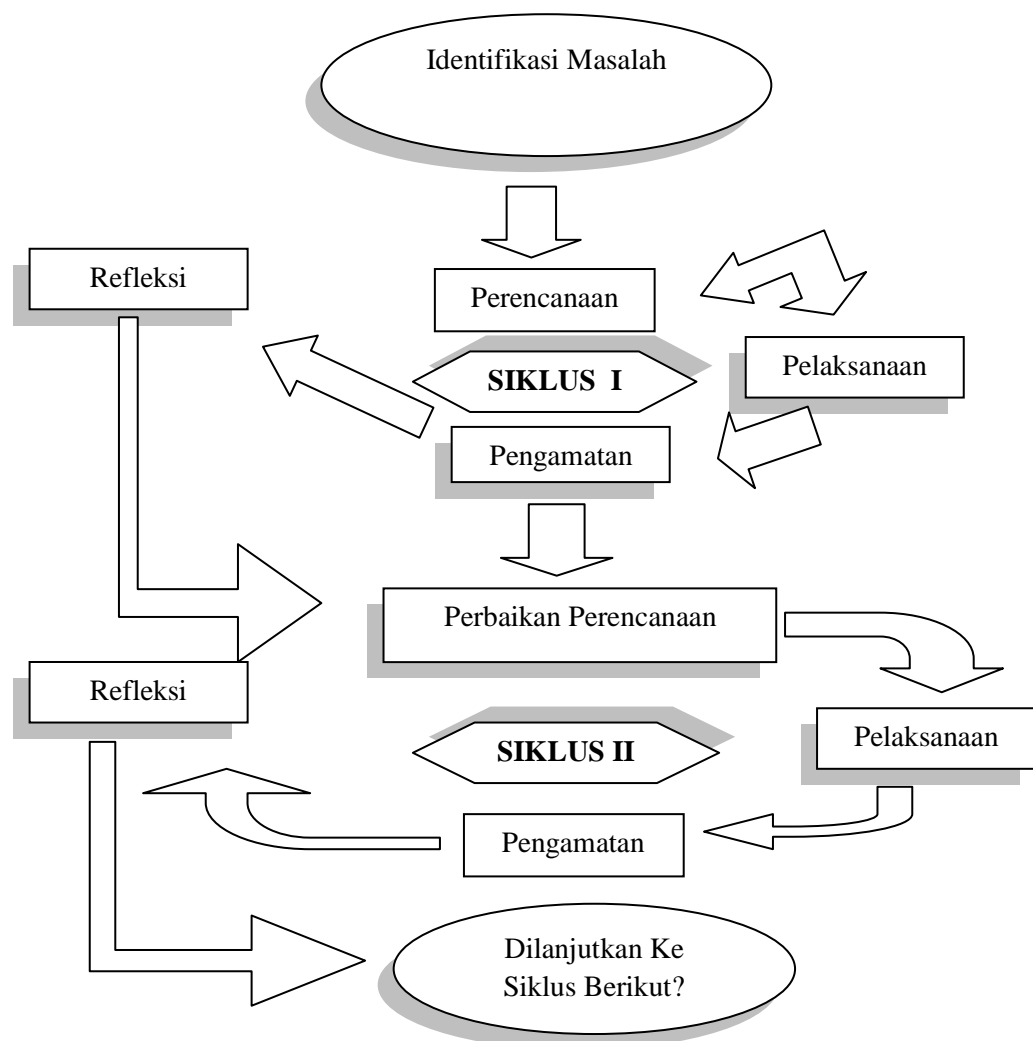 Identifikasi Masalah
Refleksi
Perencanaan
SIKLUS I
Pelaksanaan
Pengamatan
Perbaikan Perencanaan
Refleksi
SIKLUS II
Pelaksanaan
Pengamatan
Dilanjutkan Ke
Siklus Berikut?